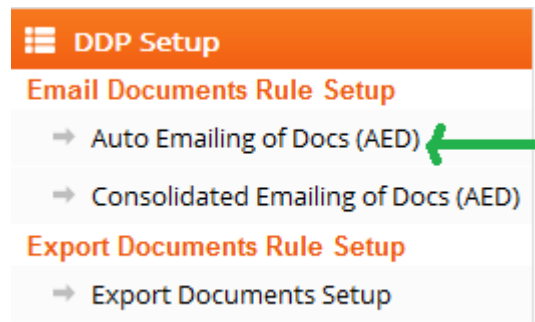 DDP Setup
Email Documents Rule Setup
Auto Emailing of Docs (AED)
Consolidated Emailing of Docs (AED)
Export Documents Rule Setup
Export Documents Setup